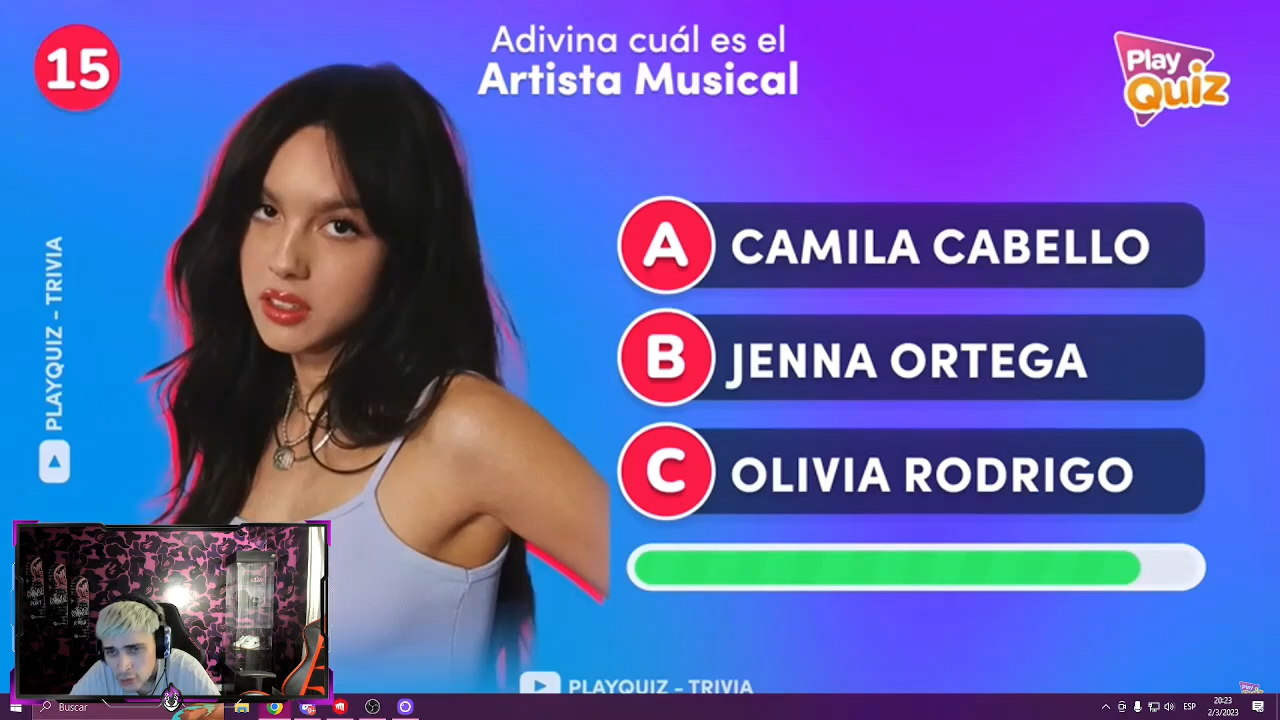 15
Adivina cuál es el
Artista Musical
Play
Quiz
A CAMILA CABELLO
B JENNA ORTEGA
C OLIVIA RODRIGO
PLAYQUIZ - TRIVIA
PLAYQUIZ - TRIVIA
Buscar
ESP
20:23
2/3/2023